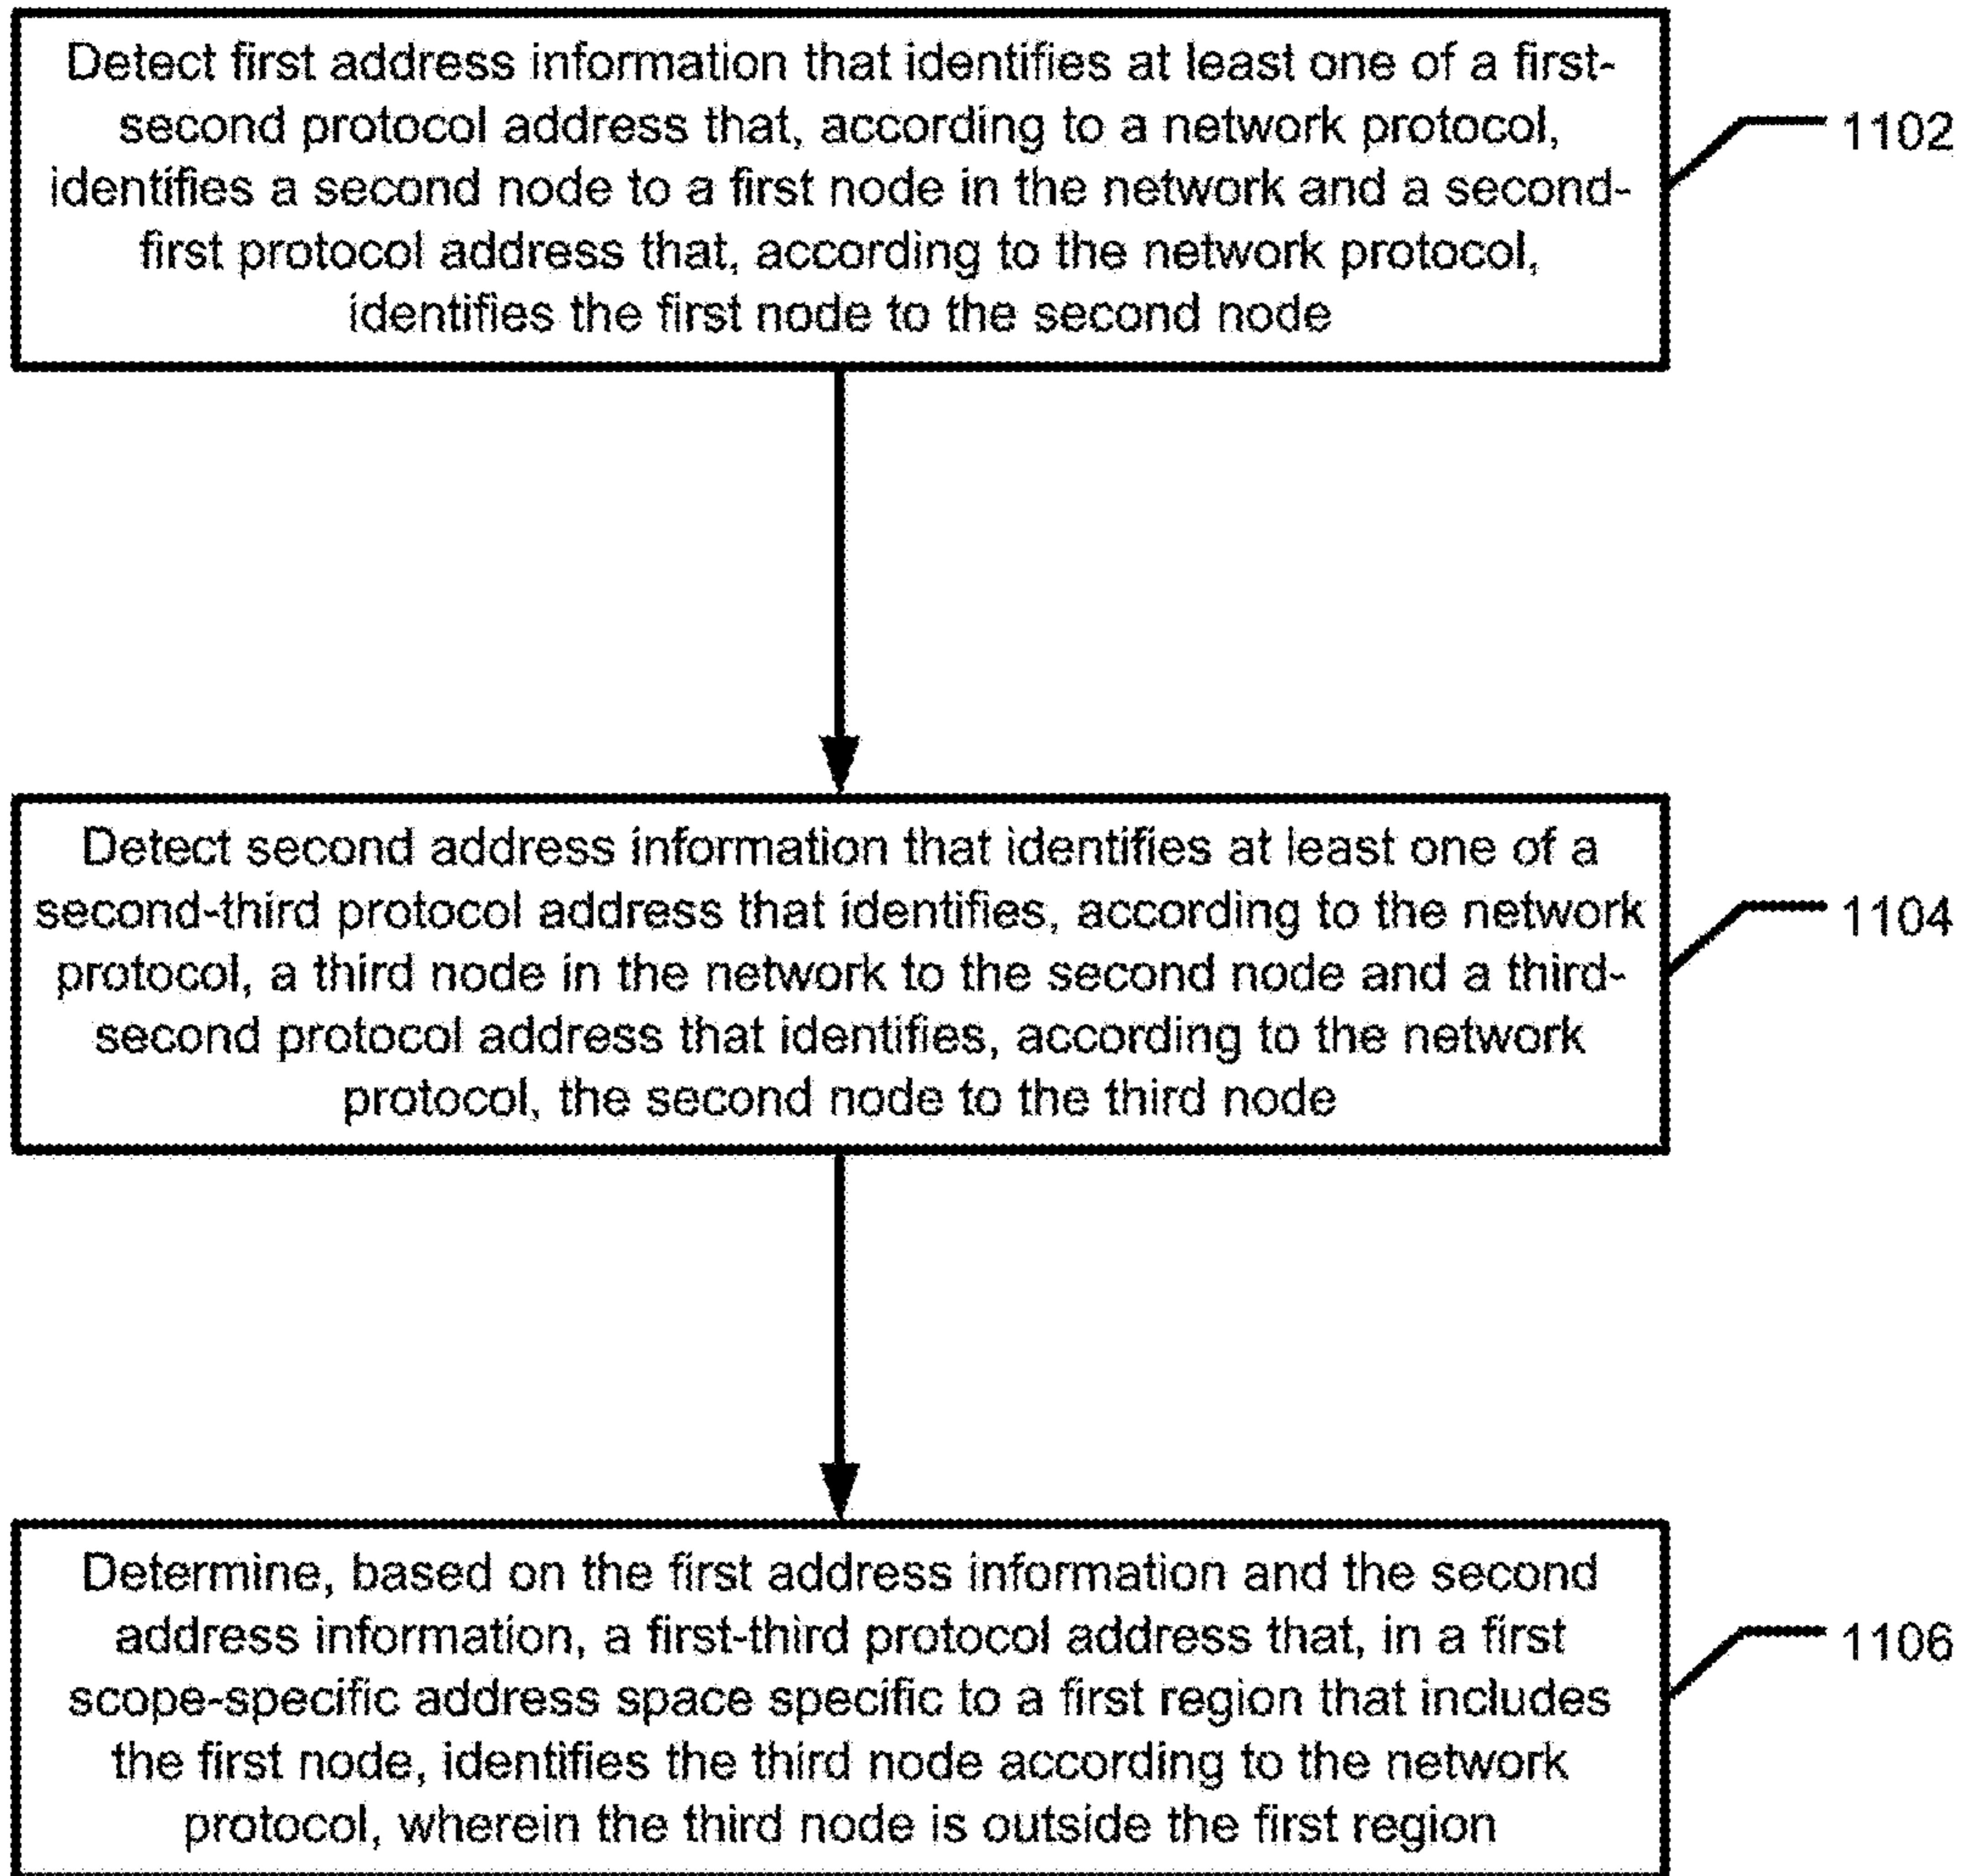 Detect first address information that identifies at least one of a first-
second protocol address that, according to a network protocol,
identifies a second node to a first node in the network and a second-
first protocol address that, according to the network protocol,
identifies the first node to the second node
1102
Detect second address information that identifies at least one of a
second-third protocol address that identifies, according to the network
protocol, a third node in the network to the second node and a third-
second protocol address that identifies, according to the network
protocol, the second node to the third node
1104
Determine, based on the first address information and the second
address information, a first-third protocol address that, in a first
scope-specific address space specific to a first region that includes
the first node, identifies the third node according to the network
protocol, wherein the third node is outside the first region
1106